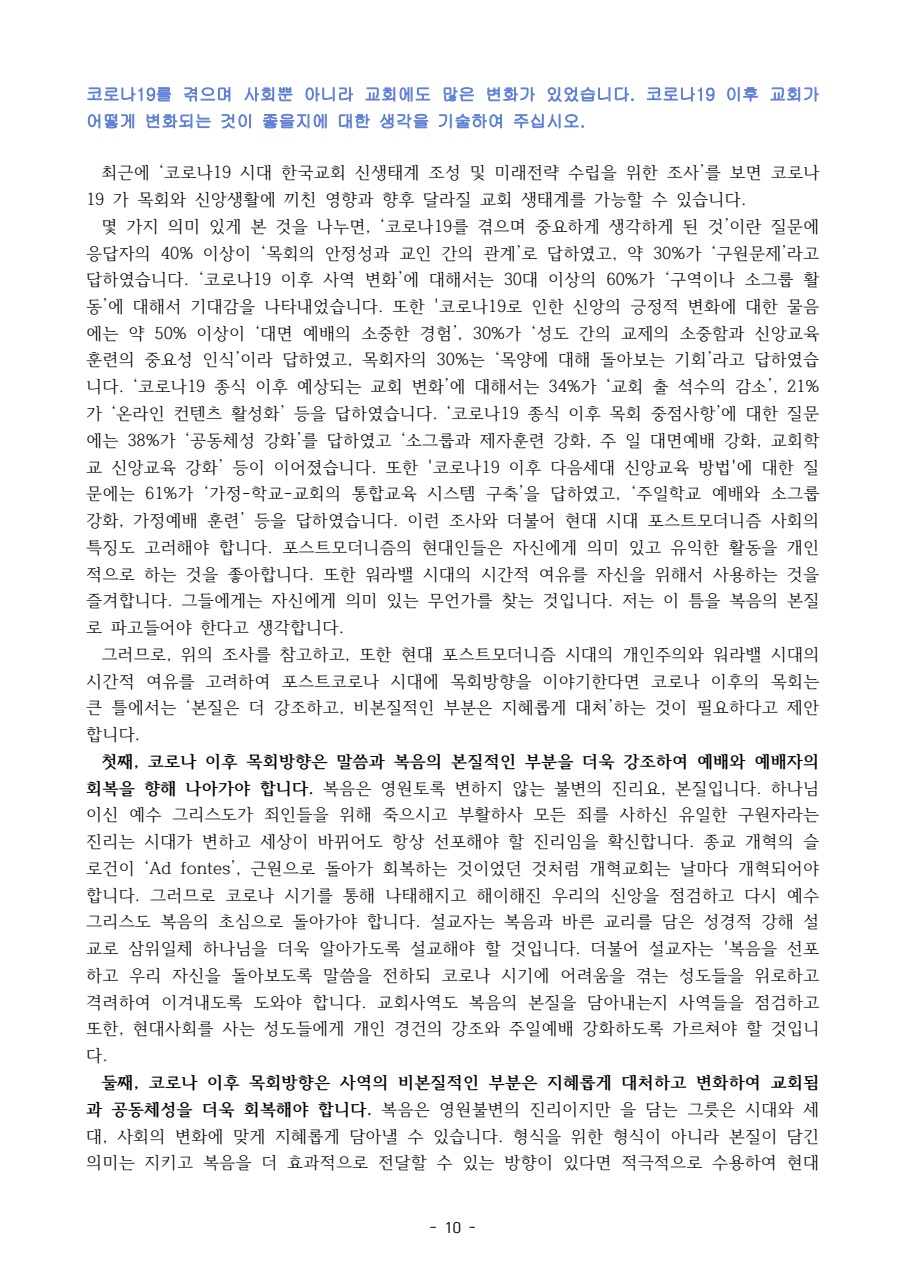 코로나19를 겪으며 사회뿐 아니라 교회에도 많은 변화가 있었습니다. 코로나19 이후 교회가
어떻게 변화되는 것이 좋을지에 대한 생각을 기술하여 주십시오.
최근에 ‘코로나19 시대 한국교회 신생태계 조성 및 미래전략 수립을 위한 조사’를 보면 코로나
19 가 목회와 신앙생활에 끼친 영향과 향후 달라질 교회 생태계를 가능할 수 있습니다.
몇 가지 의미 있게 본 것을 나누면, ‘코로나19를 겪으며 중요하게 생각하게 된 것’이란 질문에
응답자의 40% 이상이 ‘목회의 안정성과 교인 간의 관계’로 답하였고, 약 30%가 ‘구원문제’라고
답하였습니다. ‘코로나19 이후 사역 변화’에 대해서는 30대 이상의 60%가 ‘구역이나 소그룹 활
동’에 대해서 기대감을 나타내었습니다. 또한 '코로나19로 인한 신앙의 긍정적 변화에 대한 물음
에는 약 50% 이상이 ‘대면 예배의 소중한 경험’, 30%가 ‘성도 간의 교제의 소중함과 신앙교육
훈련의 중요성 인식’이라 답하였고, 목회자의 30%는 ‘목양에 대해 돌아보는 기회’라고 답하였습
니다. ‘코로나19 종식 이후 예상되는 교회 변화’에 대해서는 34%가 ‘교회 출 석수의 감소’, 21%
가 ‘온라인 컨텐츠 활성화’ 등을 답하였습니다. ‘코로나19 종식 이후 목회 중점사항’에 대한 질문
에는 38%가 ‘공동체성 강화’를 답하였고 ‘소그룹과 제자훈련 강화, 주 일 대면예배 강화, 교회학
교 신앙교육 강화’ 등이 이어졌습니다. 또한 '코로나19 이후 다음세대 신앙교육 방법'에 대한 질
문에는 61%가 ‘가정-학교-교회의 통합교육 시스템 구축’을 답하였고, ‘주일학교 예배와 소그룹
강화, 가정예배 훈련’ 등을 답하였습니다. 이런 조사와 더불어 현대 시대 포스트모더니즘 사회의
특징도 고러해야 합니다. 포스트모더니즘의 현대인들은 자신에게 의미 있고 유익한 활동을 개인
적으로 하는 것을 좋아합니다. 또한 워라밸 시대의 시간적 여유를 자신을 위해서 사용하는 것을
즐겨합니다. 그들에게는 자신에게 의미 있는 무언가를 찾는 것입니다. 저는 이 틈을 복음의 본질
로 파고들어야 한다고 생각합니다.
그러므로, 위의 조사를 참고하고, 또한 현대 포스트모더니즘 시대의 개인주의와 워라밸 시대의
시간적 여유를 고려하여 포스트코로나 시대에 목회방향을 이야기한다면 코로나 이후의 목회는
큰 틀에서는 ‘본질은 더 강조하고, 비본질적인 부분은 지혜롭게 대처’하는 것이 필요하다고 제안
합니다.
첫째, 코로나 이후 목회방향은 말씀과 복음의 본질적인 부분을 더욱 강조하여 예배와 예배자의
회복을 향해 나아가야 합니다. 복음은 영원토록 변하지 않는 불변의 진리요, 본질입니다. 하나님
이신 예수 그리스도가 죄인들을 위해 죽으시고 부활하사 모든 죄를 사하신 유일한 구원자라는
진리는 시대가 변하고 세상이 바뀌어도 항상 선포해야 할 진리임을 확신합니다. 종교 개혁의 슬
로건이 ‘Ad fontes’, 근원으로 돌아가 회복하는 것이었던 것처럼 개혁교회는 날마다 개혁되어야
합니다. 그러므로 코로나 시기를 통해 나태해지고 해이해진 우리의 신앙을 점검하고 다시 예수
그리스도 복음의 초심으로 돌아가야 합니다. 설교자는 복음과 바른 교리를 담은 성경적 강해 설
교로 삼위일체 하나님을 더욱 알아가도록 설교해야 할 것입니다. 더불어 설교자는 '복음을 선포
하고 우리 자신을 돌아보도록 말씀을 전하되 코로나 시기에 어려움을 겪는 성도들을 위로하고
격려하여 이겨내도록 도와야 합니다. 교회사역도 복음의 본질을 담아내는지 사역들을 점검하고
또한, 현대사회를 사는 성도들에게 개인 경건의 강조와 주일예배 강화하도록 가르쳐야 할 것입니
다.
둘째, 코로나 이후 목회방향은 사역의 비본질적인 부분은 지혜롭게 대처하고 변화하여 교회됨
과 공동체성을 더욱 회복해야 합니다. 복음은 영원불변의 진리이지만 을 담는 그릇은 시대와 세
대, 사회의 변화에 맞게 지혜롭게 담아낼 수 있습니다. 형식을 위한 형식이 아니라 본질이 담긴
의미는 지키고 복음을 더 효과적으로 전달할 수 있는 방향이 있다면 적극적으로 수용하여 현대
- 10 -